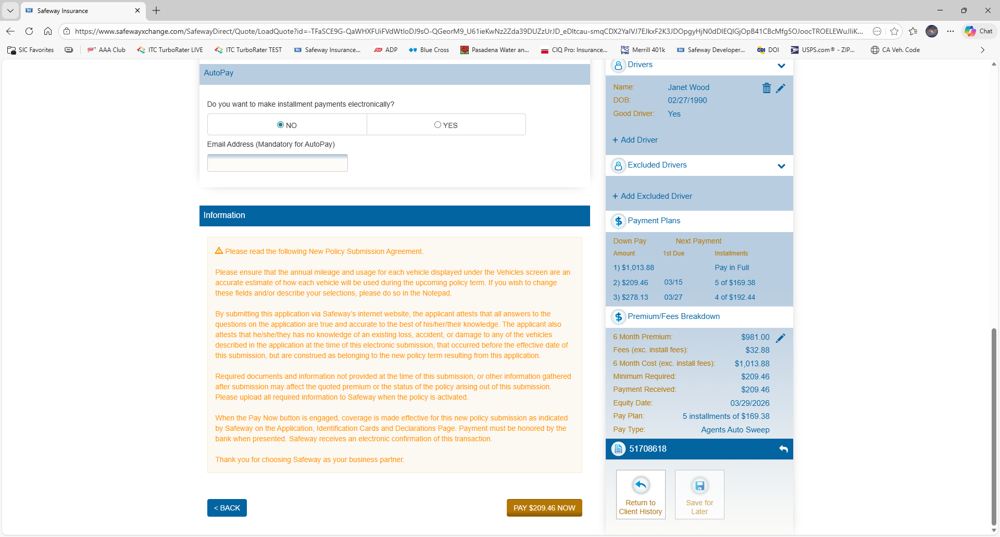 Safeway Insurance
https://www.safewayxchange.com/SafewayDirect/Quote/LoadQuote?id=-TFaSCE9G-QaWHXFUiFVdWtIoDJ9sO-QGeorM9_U61ieKwNz2Zda39DUZzUrJD_eDItcau-smqCDX2YaIVJ7EJkxF2K3JDOpgyHjN0dDIEQIGjOpB41CBcMfg5OJoocTROELEWuJIiK...
Chat
SIC Favorites
AAA Club
ITC TurboRater LIVE
ITC TurboRater TEST
Safeway Insurance...
ADP
Blue Cross
Pasadena Water an...
CIQ Pro: Insurance...
Merrill 401k
Safeway Developer...
CDI DOI
USPS.com® - ZIP...
CA Veh. Code
AutoPay
Do you want to make installment payments electronically?
NO YES
Email Address (Mandatory for AutoPay)
Information
Please read the following New Policy Submission Agreement.
Please ensure that the annual mileage and usage for each vehicle displayed under the Vehicles screen are an
accurate estimate of how each vehicle will be used during the upcoming policy term. If you wish to change
these fields and/or describe your selections, please do so in the Notepad.
By submitting this application via Safeway's internet website, the applicant attests that all answers to the
questions on the application are true and accurate to the best of his/her/their knowledge. The applicant also
attests that he/she/they has no knowledge of an existing loss, accident, or damage to any of the vehicles
described in the application at the time of this electronic submission, that occurred before the effective date of
this submission, but are construed as belonging to the new policy term resulting from this application.
Required documents and information not provided at the time of this submission, or other information gathered
after submission may affect the quoted premium or the status of the policy arising out of this submission.
Please upload all required information to Safeway when the policy is activated.
When the Pay Now button is engaged, coverage is made effective for this new policy submission as indicated
by Safeway on the Application, Identification Cards and Declarations Page. Payment must be honored by the
bank when presented. Safeway receives an electronic confirmation of this transaction.
Thank you for choosing Safeway as your business partner.
< BACK
PAY $209.46 NOW
Drivers
Name: Janet Wood
DOB: 02/27/1990
Good Driver: Yes
+ Add Driver
Excluded Drivers
+ Add Excluded Driver
Payment Plans
Down Pay Next Payment
Amount 1st Due Installments
1) $1,013.88 Pay in Full
2) $209.46 03/15 5 of $169.38
3) $278.13 03/27 4 of $192.44
Premium/Fees Breakdown
6 Month Premium: $981.00
Fees (exc. install fees): $32.88
6 Month Cost (exc. install fees): $1,013.88
Minimum Required: $209.46
Payment Received: $209.46
Equity Date: 03/29/2026
Pay Plan: 5 installments of $169.38
Pay Type: Agents Auto Sweep
51708618
Return to
Client History
Save for
Later